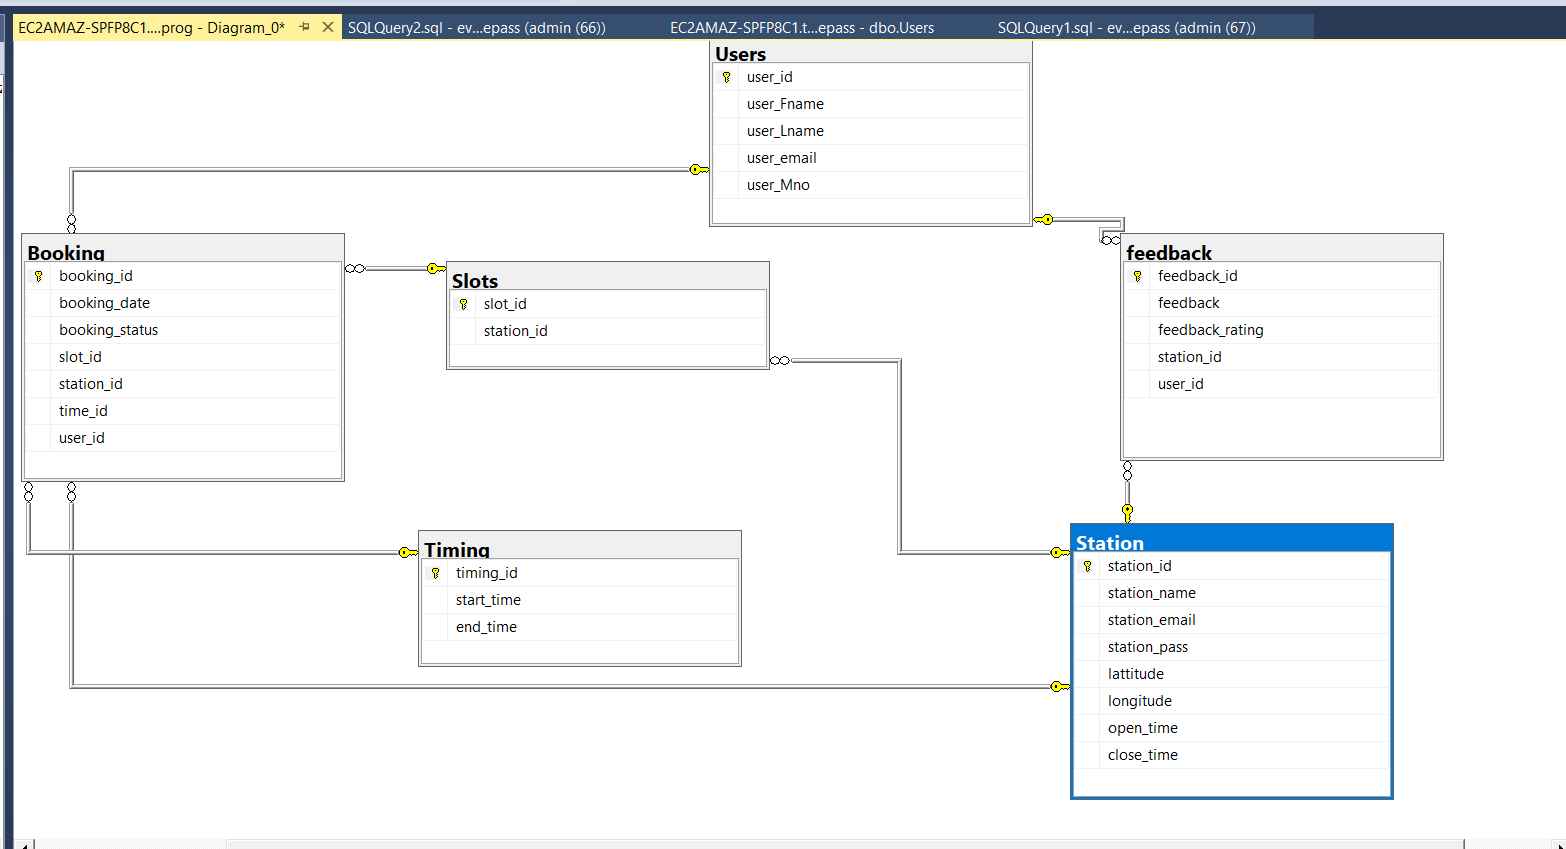 EC2AMAZ-SPFP8C1....prog - Diagram_0*
SQLQuery2.sql - ev...epass (admin (66))
EC2AMAZ-SPFP8C1.t...epass - dbo.Users
SQLQuery1.sql - ev...epass (admin (67))
Users
user_id
user_Fname
user_Lname
user_email
user_Mno
Booking
booking_id
booking_date
booking_status
slot_id
station_id
time_id
user_id
Slots
slot_id
station_id
feedback
feedback_id
feedback
feedback_rating
station_id
user_id
Timing
timing_id
start_time
end_time
Station
station_id
station_name
station_email
station_pass
lattitude
longitude
open_time
close_time